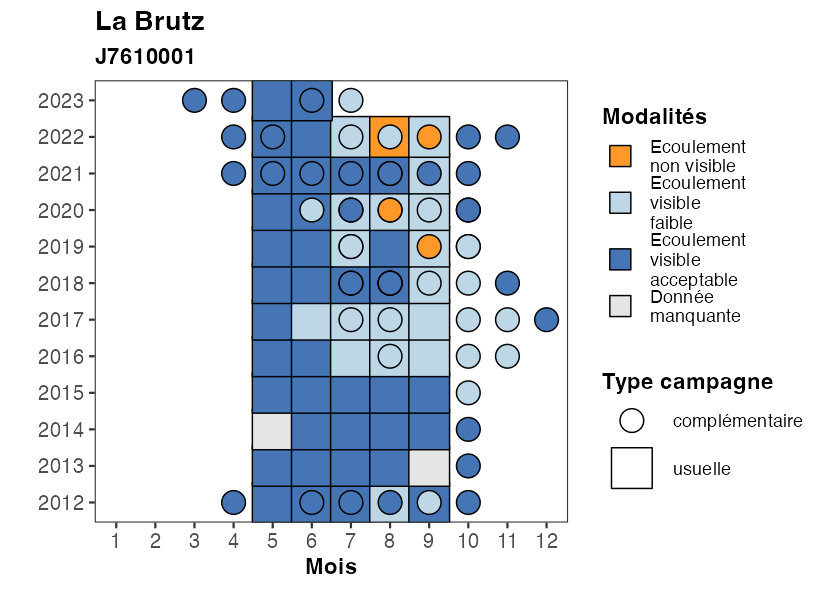 La Brutz
J7610001
2023
2022
2021
2020
2019
2018
2017
2016
2015
2014
2013
2012
1 2 3 4 5 6 7 8 9 10 11 12
Mois
Modalités
Ecoulement
non visible
Ecoulement
visible
faible
Ecoulement
visible
acceptable
Donnée
manquante
Type campagne
complémentaire
usuelle